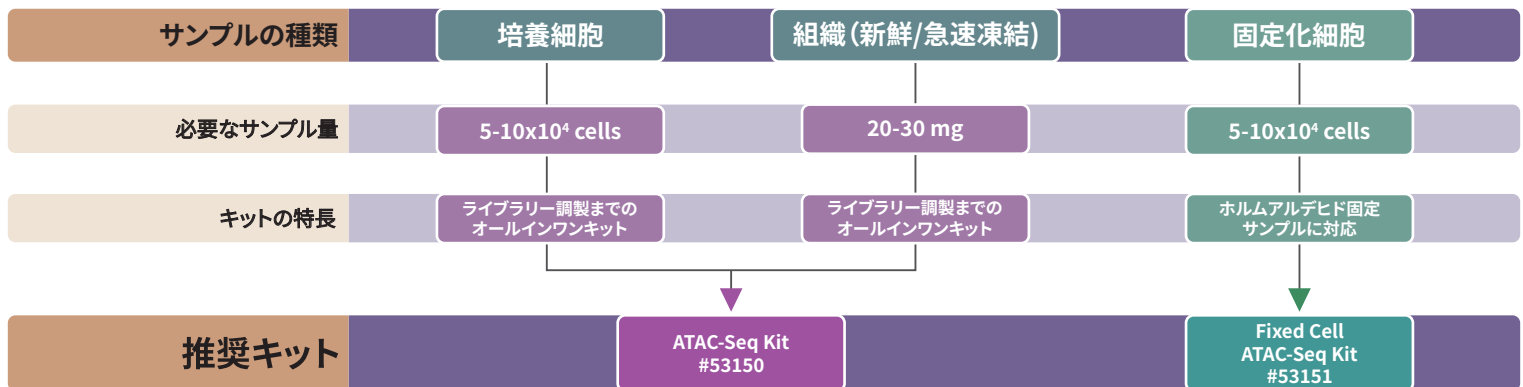 サンプルの種類
培養細胞
組織（新鮮/急速凍結)
固定化細胞
必要なサンプル量
5-10x10⁴ cells
20-30 mg
5-10x10⁴ cells
キットの特長
ライブラリー調製までの
オールインワンキット
ライブラリー調製までの
オールインワンキット
ホルムアルデヒド固定
サンプルに対応
推奨キット
ATAC-Seq Kit
#53150
Fixed Cell
ATAC-Seq Kit
#53151